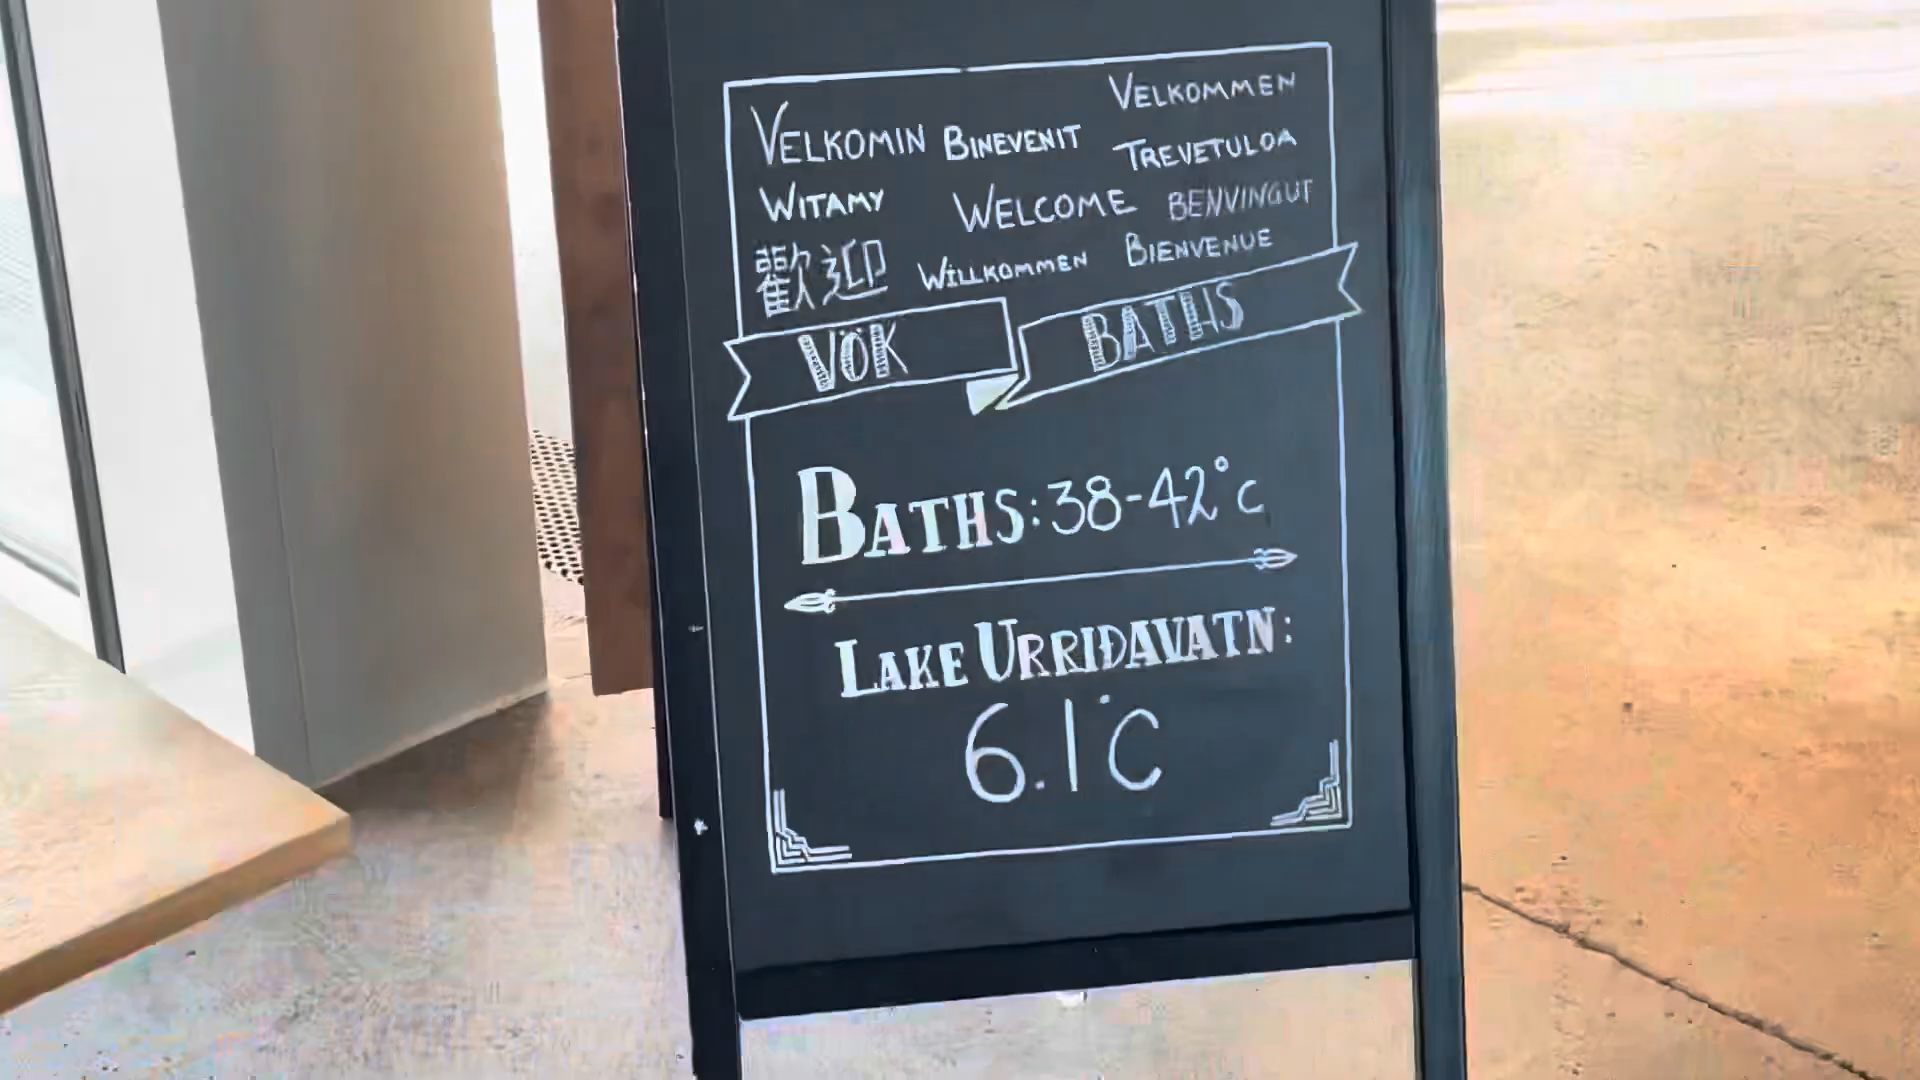 VELKOMMEN
VELKOMIN BINEVENIT
TREVETULOA
WITAMY WELCOME BENVINGUT
歡迎 WILLKOMMEN BIENVENUE
VÖK BATHS
BATHS: 38-42°C
LAKE URRIÐAVATN:
6.1°C